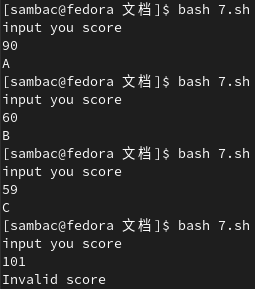 [sambac@fedora 文档]$ bash 7.sh
input you score
90
A
[sambac@fedora 文档]$ bash 7.sh
input you score
60
B
[sambac@fedora 文档]$ bash 7.sh
input you score
59
C
[sambac@fedora 文档]$ bash 7.sh
input you score
101
Invalid score